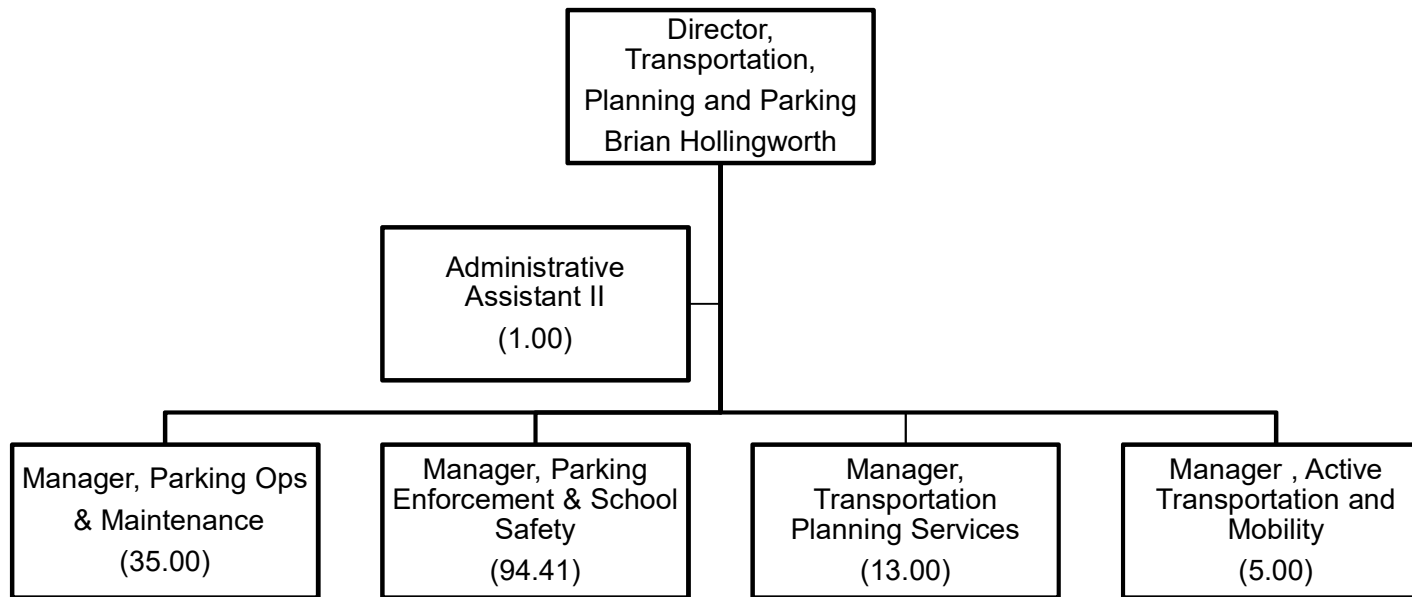 Director,
Transportation,
Planning and Parking
Brian Hollingworth
Administrative
Assistant II
(1.00)
Manager, Parking Ops
& Maintenance
(35.00)
Manager, Parking
Enforcement & School
Safety
(94.41)
Manager,
Transportation
Planning Services
(13.00)
Manager , Active
Transportation and
Mobility
(5.00)